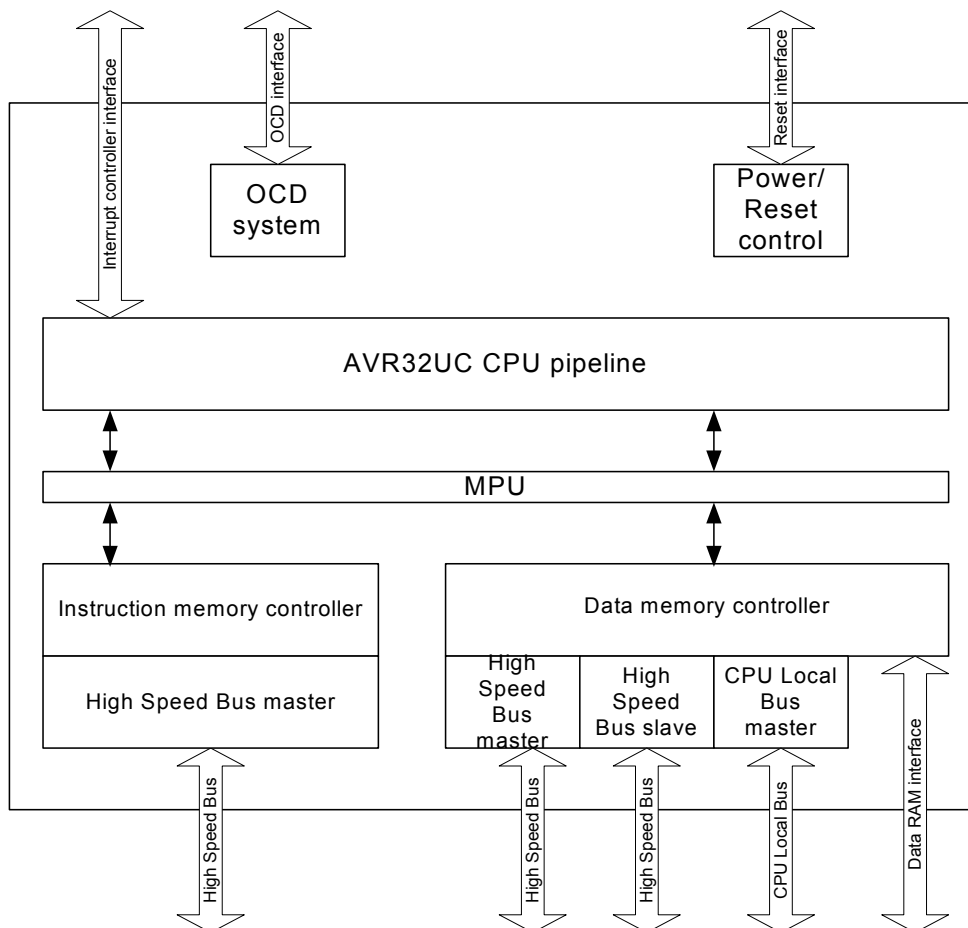 Interrupt controller interface
OCD interface
Reset interface
OCD
system
Power/
Reset
control
AVR32UC CPU pipeline
MPU
Instruction memory controller
Data memory controller
High Speed Bus master
High
Speed
Bus
master
High
Speed
Bus slave
CPU Local
Bus
master
High Speed Bus
High Speed Bus
High Speed Bus
CPU Local Bus
Data RAM interface